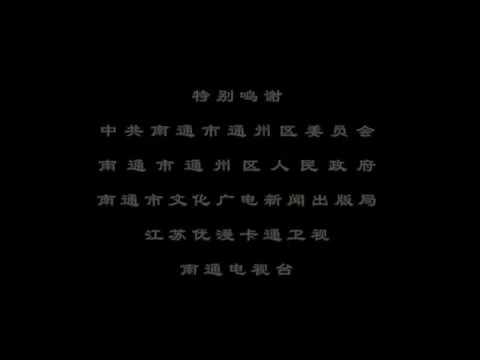 特别鸣谢
中共南通市通州区委员会
南通市通州区人民政府
南通市文化广电新闻出版局
江苏优漫卡通卫视
南通电视台